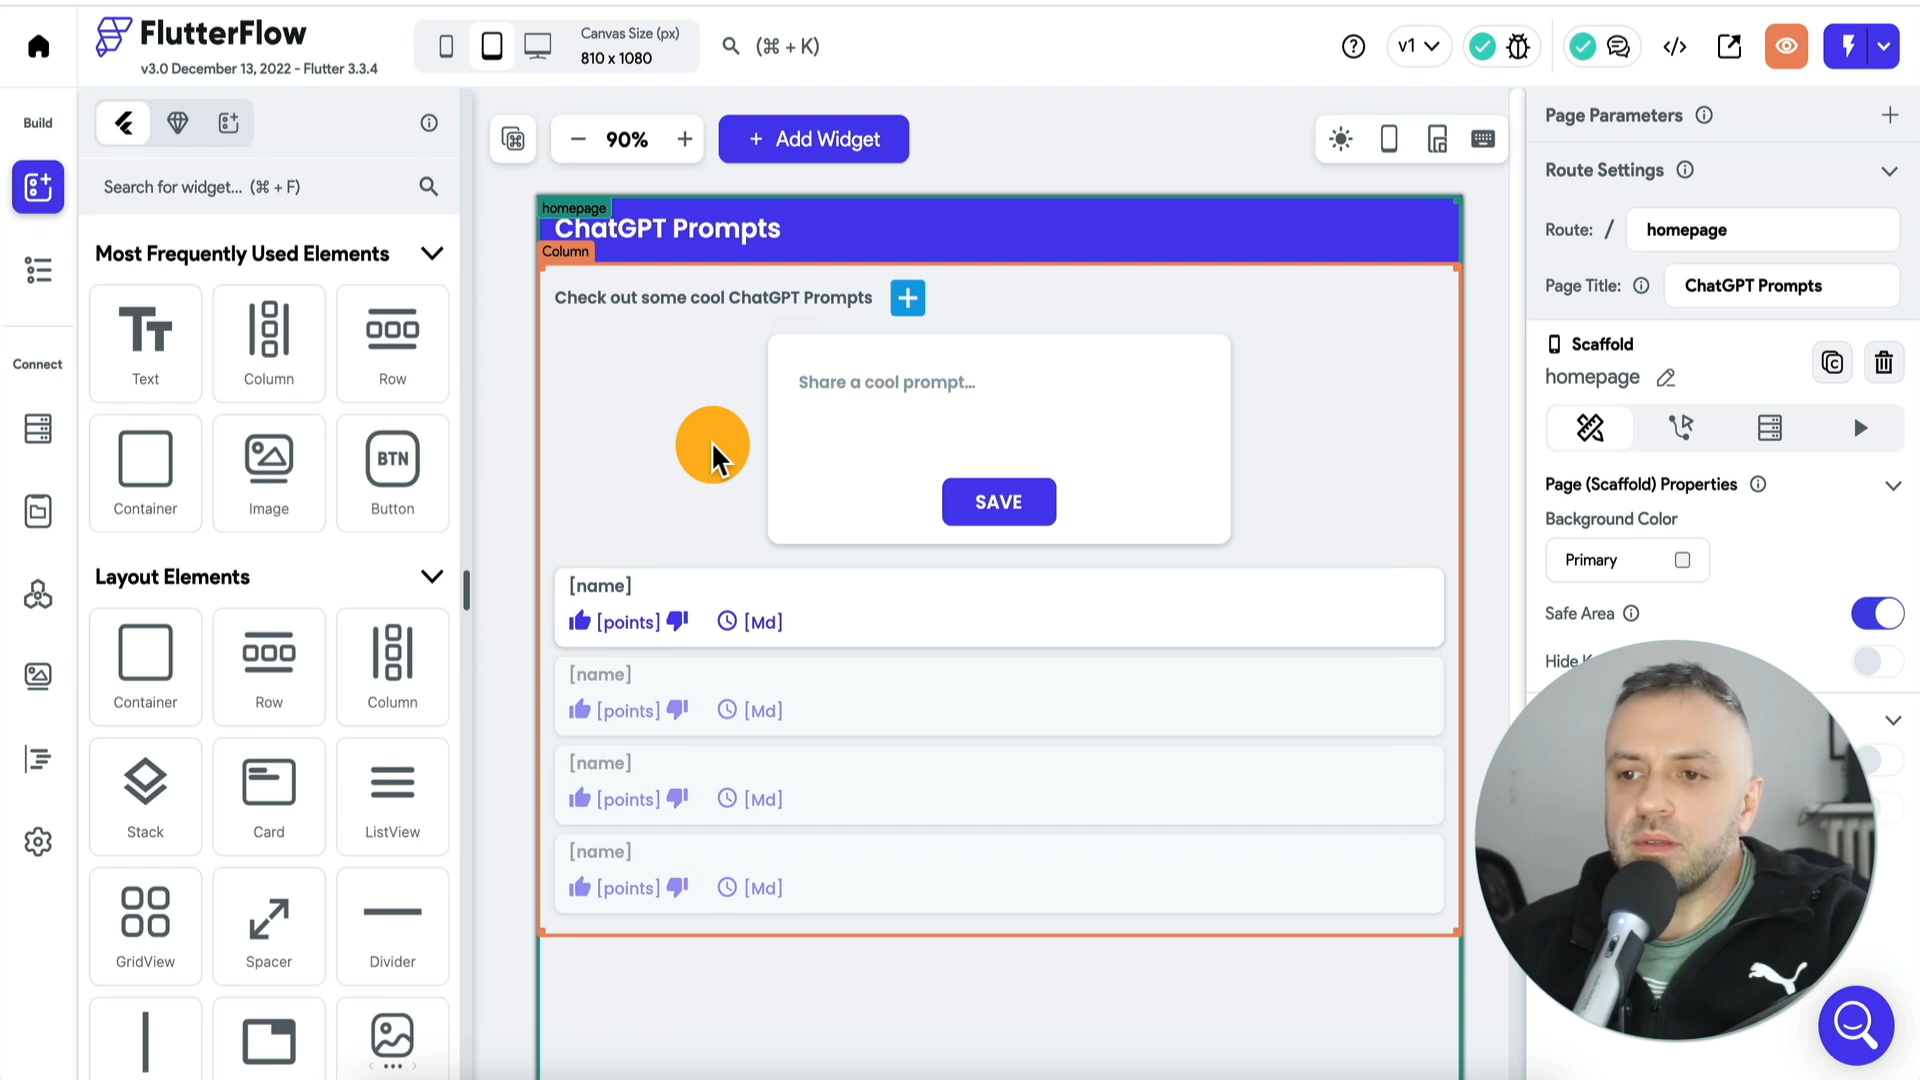 FlutterFlow
v3.0 December 13, 2022 - Flutter 3.3.4
Canvas Size (px)
810 x 1080
(⌘ + K)
v1
Build
Connect
Search for widget... (⌘ + F)
Most Frequently Used Elements
Text
Column
Row
Container
Image
BTN
Button
Layout Elements
Container
Row
Column
Stack
Card
ListView
GridView
Spacer
Divider
90%
+ Add Widget
homepage
ChatGPT Prompts
Column
Check out some cool ChatGPT Prompts
Share a cool prompt...
SAVE
[name]
[points]
[Md]
[name]
[points]
[Md]
[name]
[points]
[Md]
[name]
[points]
[Md]
Page Parameters
Route Settings
Route: / homepage
Page Title: ChatGPT Prompts
Scaffold
homepage
Page (Scaffold) Properties
Background Color
Primary
Safe Area
Hide